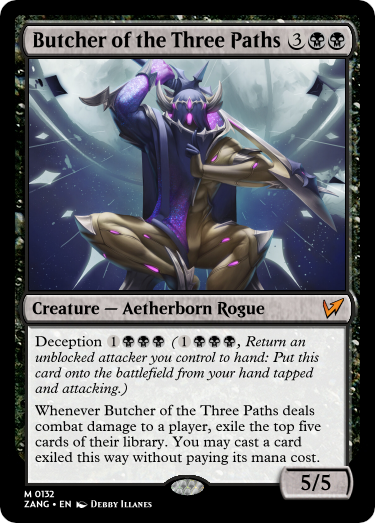 Butcher of the Three Paths 3
Creature — Aetherborn Rogue
Deception 1 (1, Return an
unblocked attacker you control to hand: Put this
card onto the battlefield from your hand tapped
and attacking.)
Whenever Butcher of the Three Paths deals
combat damage to a player, exile the top five
cards of their library. You may cast a card
exiled this way without paying its mana cost.
5/5
M 0132
ZANG • EN Debby Illanes